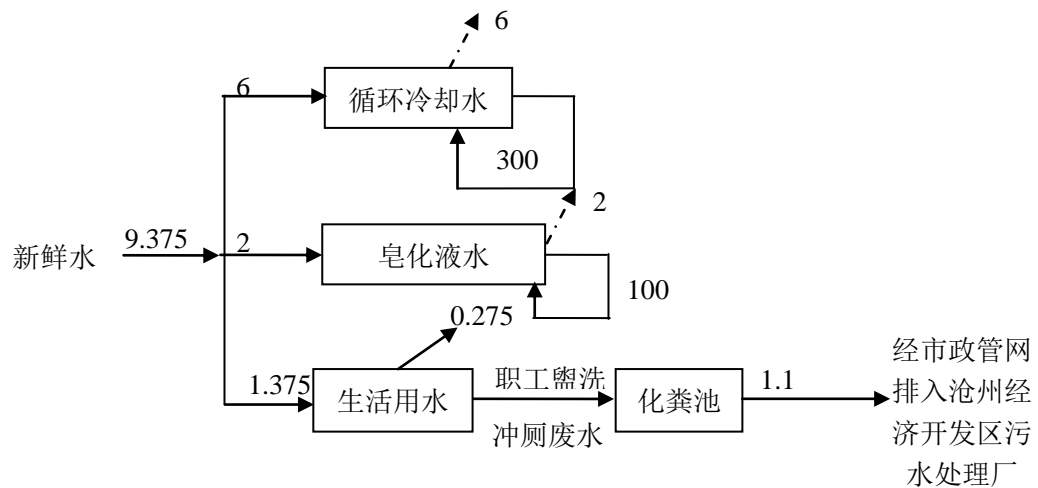 6
6
循环冷却水
300
2
9.375
新鲜水
2
皂化液水
100
0.275
1.375
生活用水
职工盥洗
冲厕废水
化粪池
1.1
经市政管网
排入沧州经
济开发区污
水处理厂